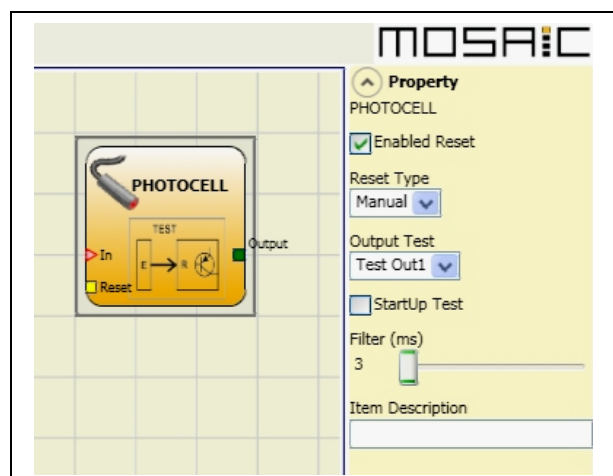 MOSAIC
Property
PHOTOCELL
Enabled Reset
Reset Type
Manual
Output Test
Test Out1
StartUp Test
Filter (ms)
3
Item Description
PHOTOCELL
TEST
In
E
R
Output
Reset